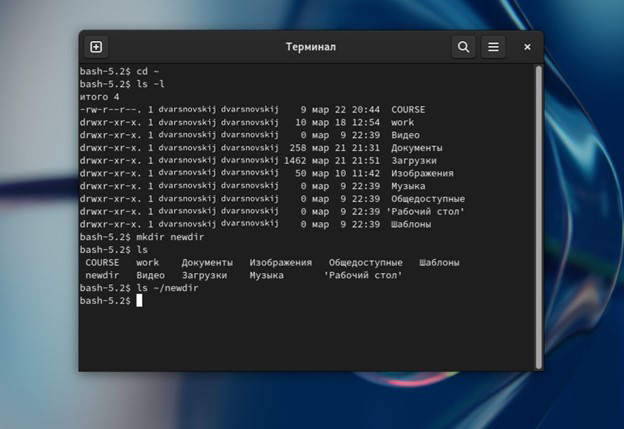 Терминал
bash-5.2$ cd ~
bash-5.2$ ls -l
итого 4
-rw-r--r--. 1 dvarsnovskij dvarsnovskij 9 мар 22 20:44 COURSE
drwxr-xr-x. 1 dvarsnovskij dvarsnovskij 10 мар 18 12:54 work
drwxr-xr-x. 1 dvarsnovskij dvarsnovskij 0 мар 9 22:39 Видео
drwxr-xr-x. 1 dvarsnovskij dvarsnovskij 258 мар 21 21:31 Документы
drwxr-xr-x. 1 dvarsnovskij dvarsnovskij 1462 мар 21 21:51 Загрузки
drwxr-xr-x. 1 dvarsnovskij dvarsnovskij 50 мар 10 11:42 Изображения
drwxr-xr-x. 1 dvarsnovskij dvarsnovskij 0 мар 9 22:39 Музыка
drwxr-xr-x. 1 dvarsnovskij dvarsnovskij 0 мар 9 22:39 Общедоступные
drwxr-xr-x. 1 dvarsnovskij dvarsnovskij 0 мар 9 22:39 'Рабочий стол'
drwxr-xr-x. 1 dvarsnovskij dvarsnovskij 0 мар 9 22:39 Шаблоны
bash-5.2$ mkdir newdir
bash-5.2$ ls
COURSE work Документы Изображения Общедоступные Шаблоны
newdir Видео Загрузки Музыка 'Рабочий стол'
bash-5.2$ ls ~/newdir
bash-5.2$